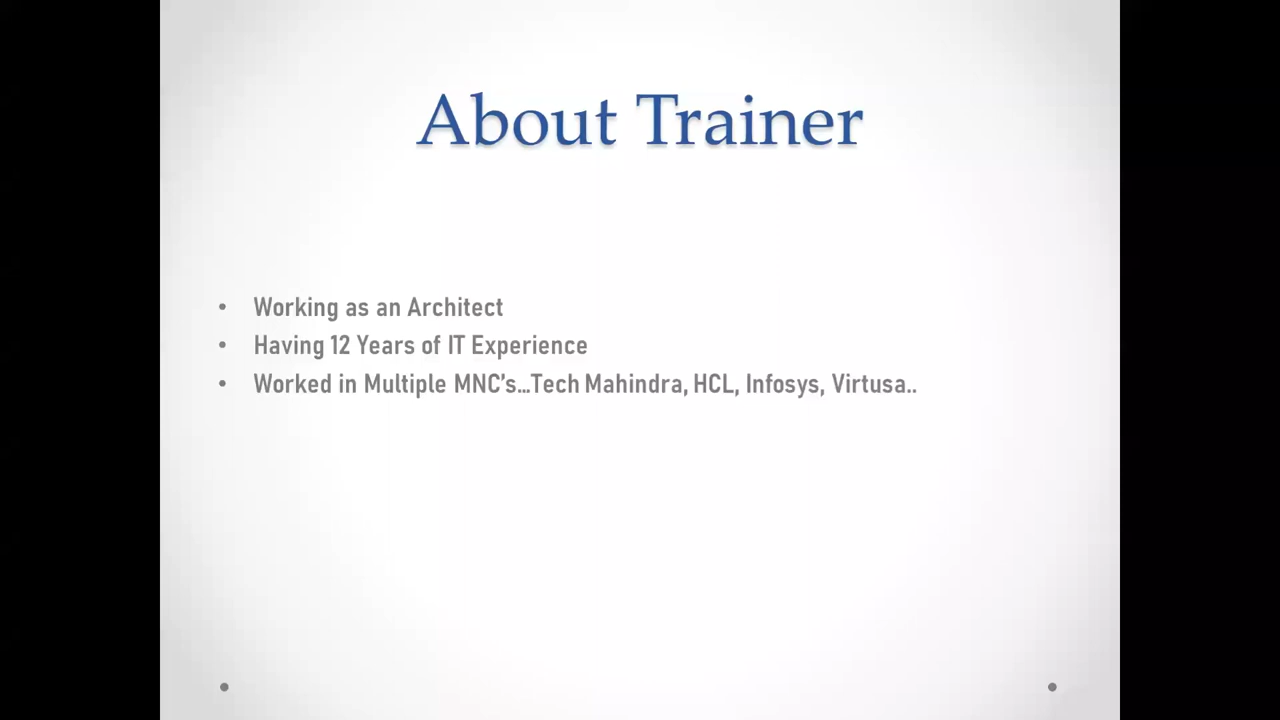 About Trainer
• Working as an Architect
• Having 12 Years of IT Experience
• Worked in Multiple MNC's...Tech Mahindra, HCL, Infosys, Virtusa..